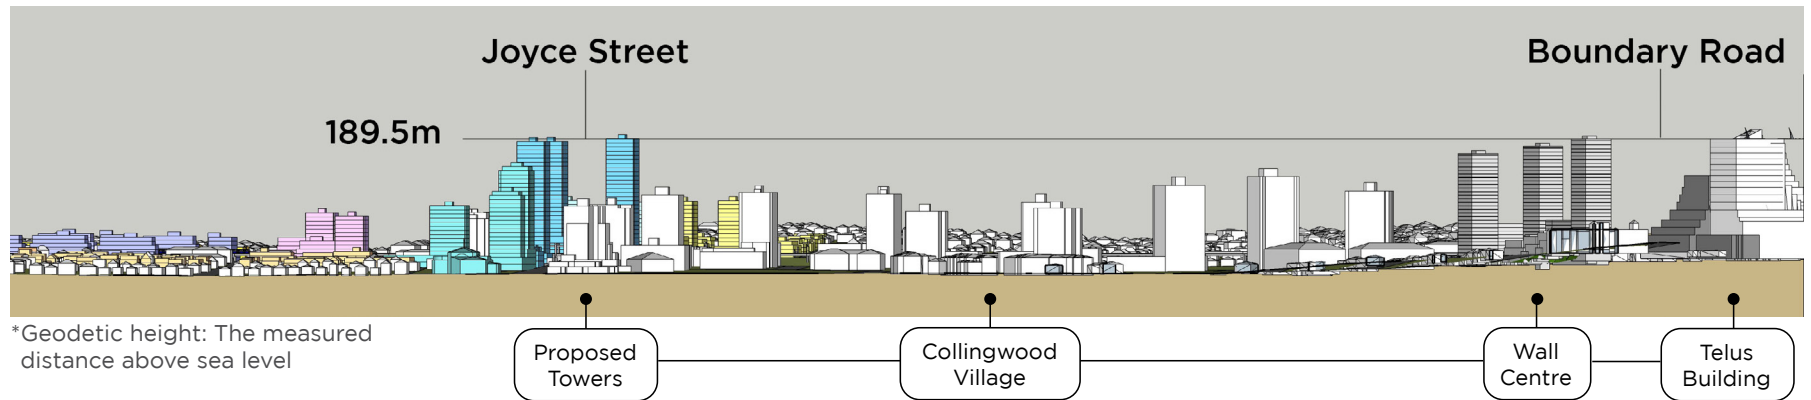 Joyce Street
Boundary Road
189.5m
*Geodetic height: The measured
distance above sea level
Proposed
Towers
Collingwood
Village
Wall
Centre
Telus
Building